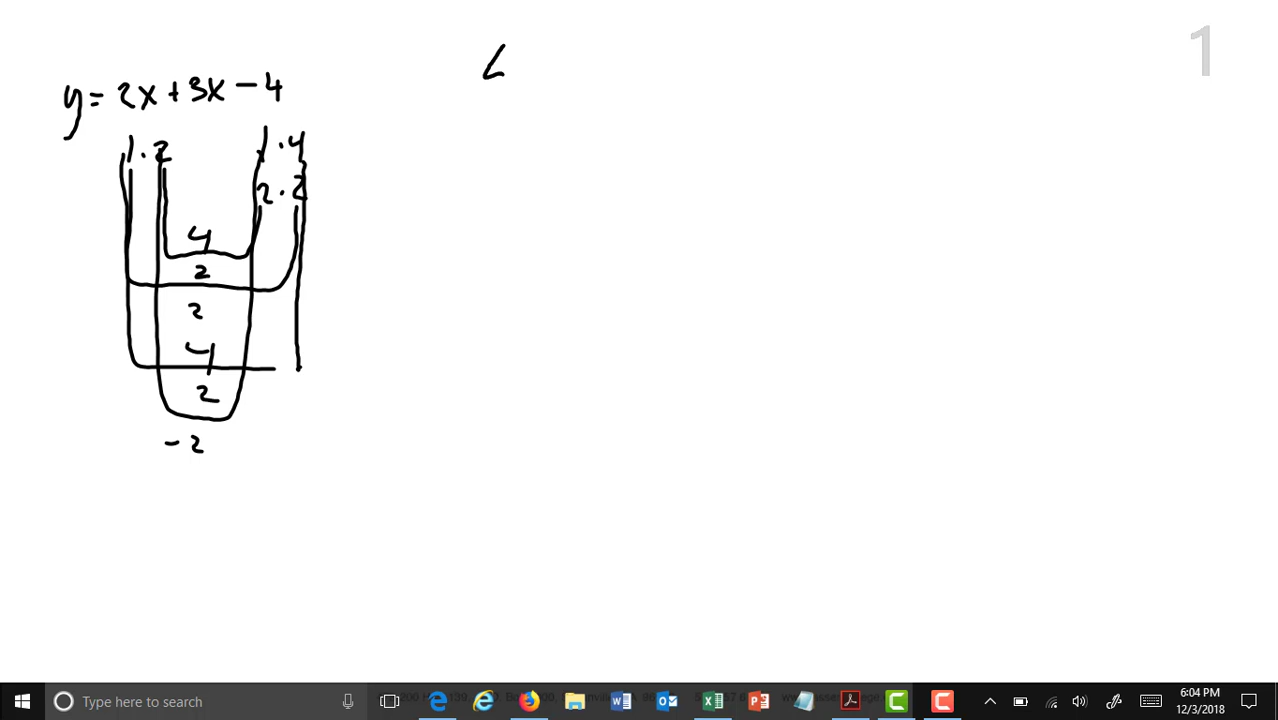 1
y = 2x + 3x - 4
1 . 2 1 . 4
2 . 2
4
2
2
4
2
- 2
Type here to search
6:04 PM
12/3/2018